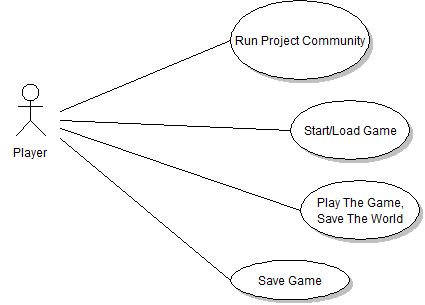 Run Project Community
Start/Load Game
Player
Play The Game,
Save The World
Save Game